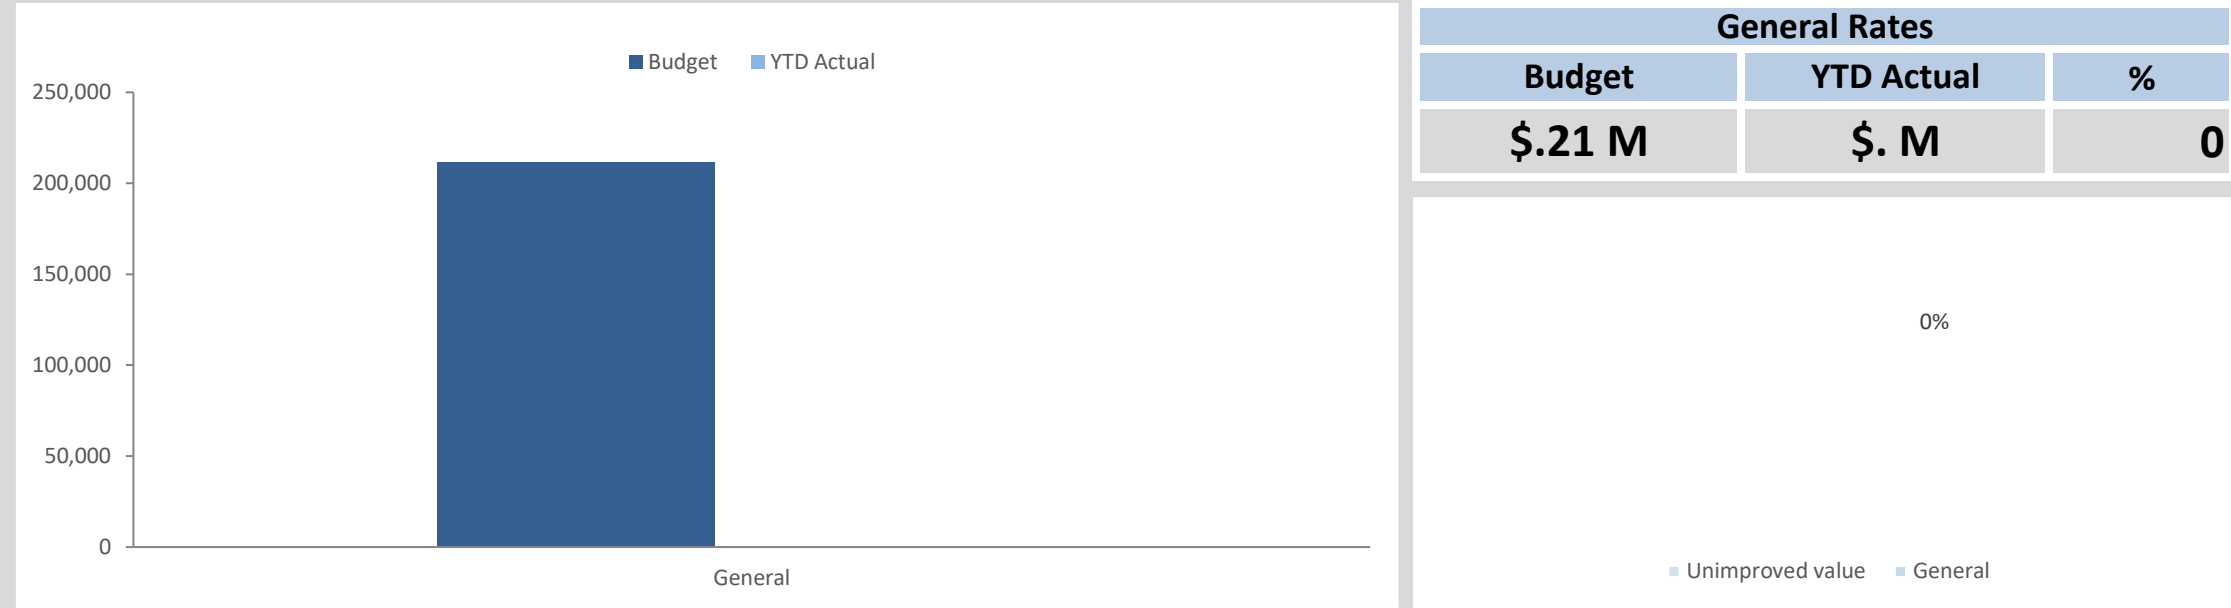 Budget YTD Actual
250,000
200,000
150,000
100,000
50,000
0
General
General Rates
Budget YTD Actual %
$.21 M $. M 0
0%
Unimproved value General